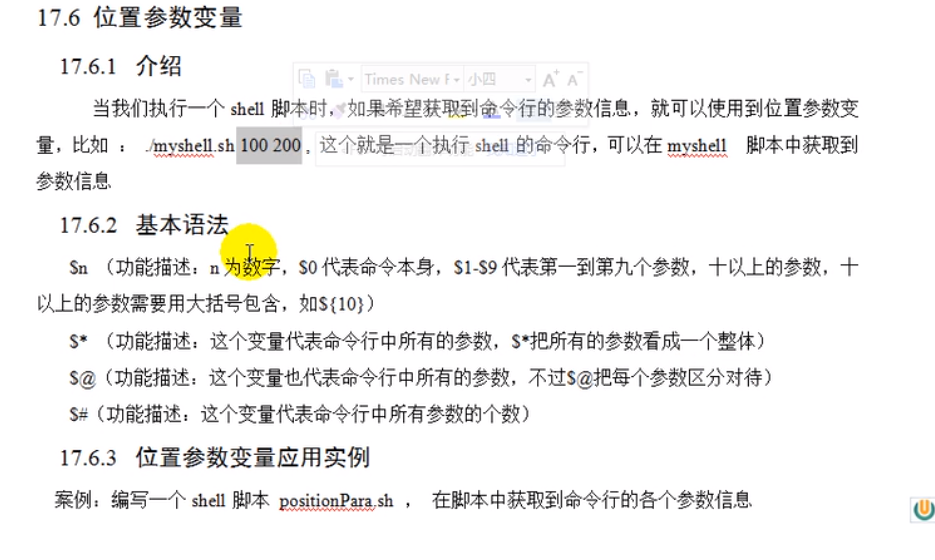 17.6 位置参数变量
17.6.1 介绍
Times New F 小四 A+ A-
当我们执行一个 shell 脚本时，如果希望获取到命令行的参数信息，就可以使用到位置参数变
量，比如 ： ./myshell.sh 100 200 ，这个就是一个执行 shell 的命令行，可以在 myshell 脚本中获取到
参数信息
17.6.2 基本语法
$n （功能描述：n 为数字，$0 代表命令本身，$1-$9 代表第一到第九个参数，十以上的参数，十
以上的参数需要用大括号包含，如${10}）
$* （功能描述：这个变量代表命令行中所有的参数，$*把所有的参数看成一个整体）
$@（功能描述：这个变量也代表命令行中所有的参数，不过$@把每个参数区分对待）
$#（功能描述：这个变量代表命令行中所有参数的个数）
17.6.3 位置参数变量应用实例
案例：编写一个 shell 脚本 positionPara.sh ， 在脚本中获取到命令行的各个参数信息